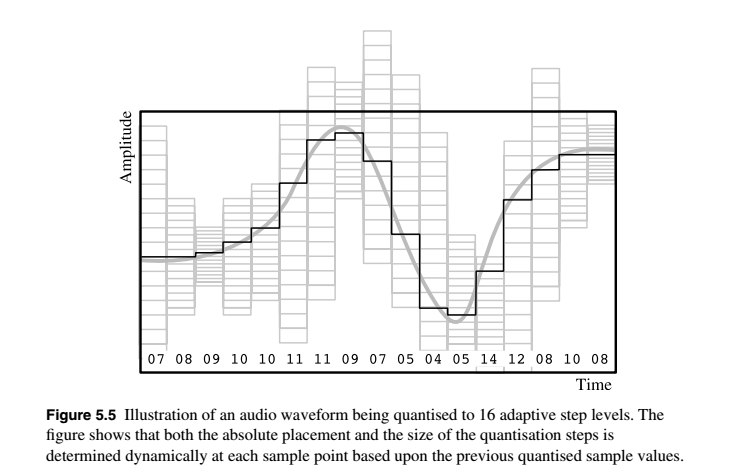 Amplitude
07 08 09 10 10 11 11 09 07 05 04 05 14 12 08 10 08
Time
Figure 5.5 Illustration of an audio waveform being quantised to 16 adaptive step levels. The
figure shows that both the absolute placement and the size of the quantisation steps is
determined dynamically at each sample point based upon the previous quantised sample values.